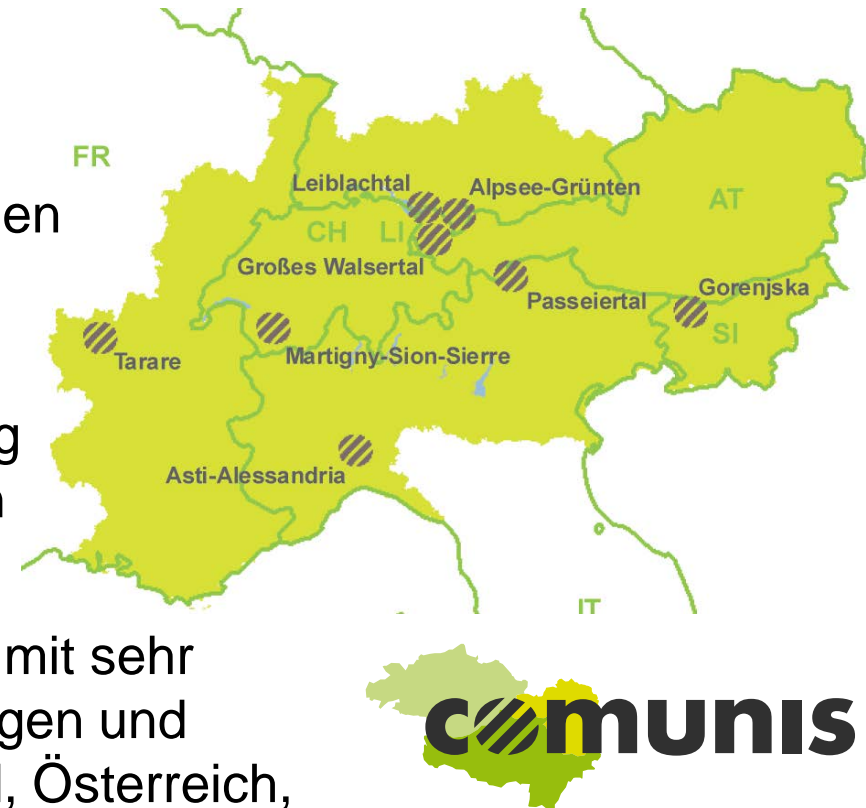 FR
Leiblachtal
Alpsee-Grünten
en
AT
CH LI
Großes Walsertal
Gorenjska
Passeiertal
SI
Tarare
Martigny-Sion-Sierre
g
Asti-Alessandria
IT
mit sehr
gen und
, Österreich,
comunis